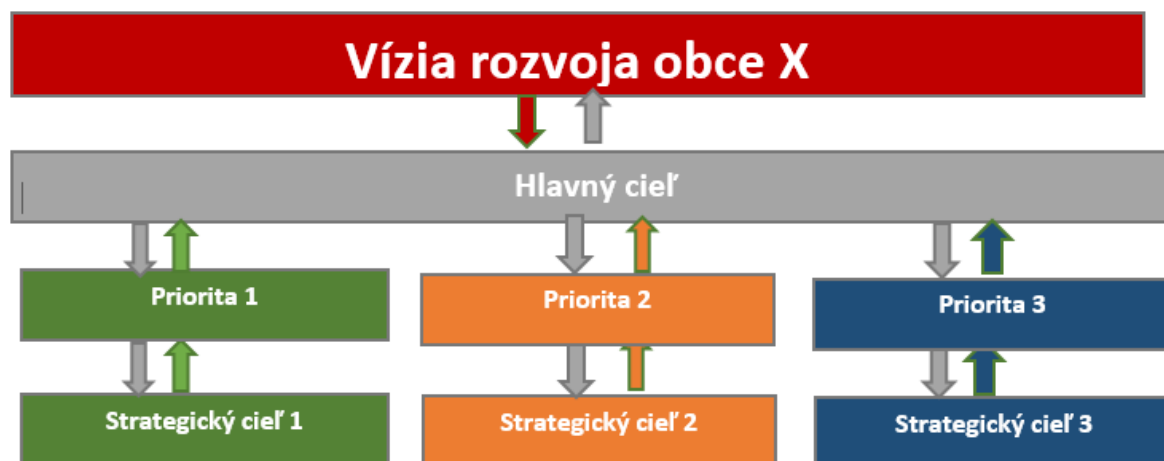 Vízia rozvoja obce X
Hlavný cieľ
Priorita 1
Priorita 2
Priorita 3
Strategický cieľ 1
Strategický cieľ 2
Strategický cieľ 3